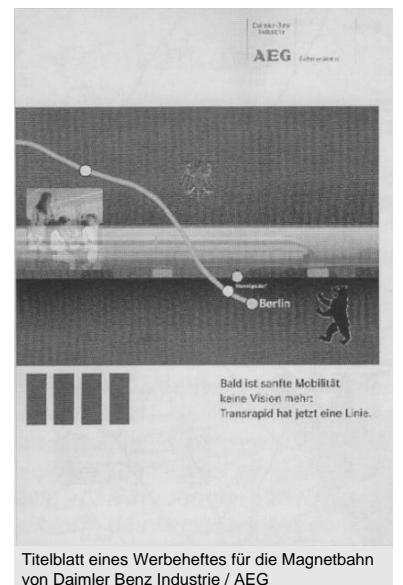 Daimler-Benz
Industrie
AEG
Berlin
Bald ist sanfte Mobilität
keine Vision mehr:
Transrapid hat jetzt eine Linie.
Titelblatt eines Werbeheftes für die Magnetbahn
von Daimler Benz Industrie / AEG